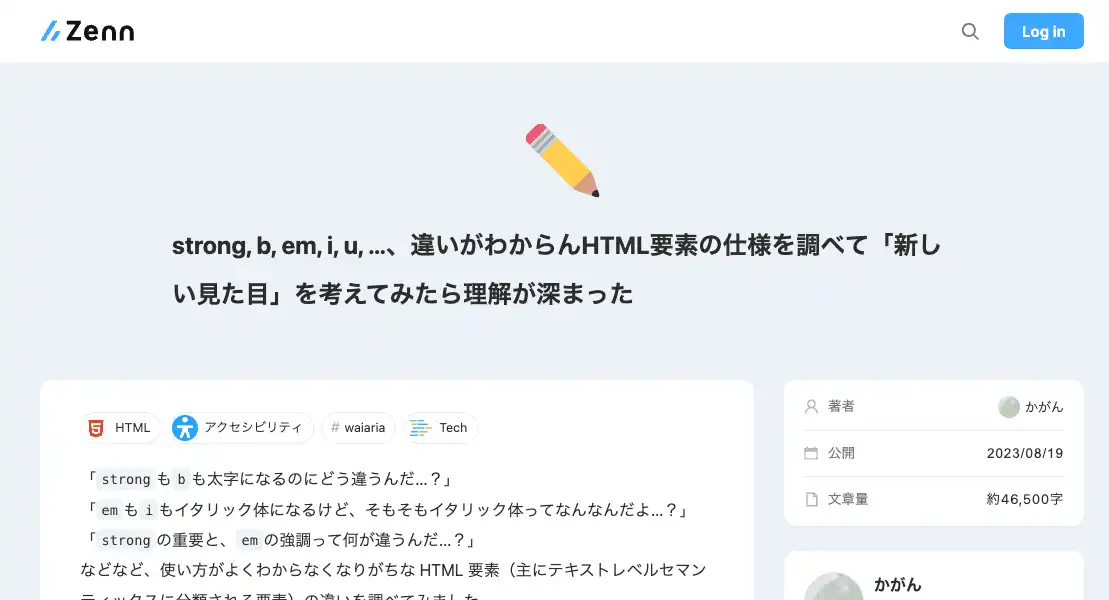 Zenn
Log in
strong, b, em, i, u, …、違いがわからんHTML要素の仕様を調べて「新し
い見た目」を考えてみたら理解が深まった
HTML
アクセシビリティ
# waiaria
Tech
「 strong も b も太字になるのにどう違うんだ…？」
「 em も i もイタリック体になるけど、そもそもイタリック体ってなんなんだよ…？」
「 strong の重要と、 em の強調って何が違うんだ…？」
などなど、使い方がよくわからなくなりがちな HTML 要素（主にテキストレベルセマン
ティックスに分類される要素）の違いを調べてみました
著者
かがん
公開
2023/08/19
文章量
約46,500字
かがん